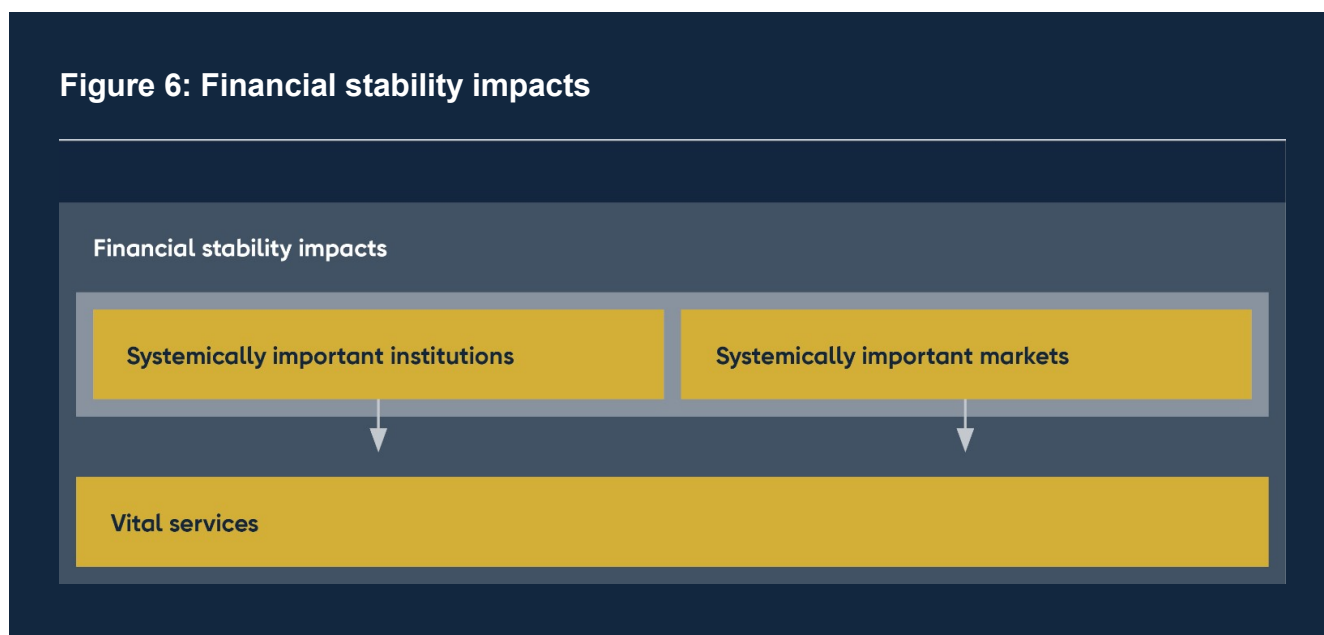 Figure 6: Financial stability impacts
Financial stability impacts
Systemically important institutions
Systemically important markets
Vital services